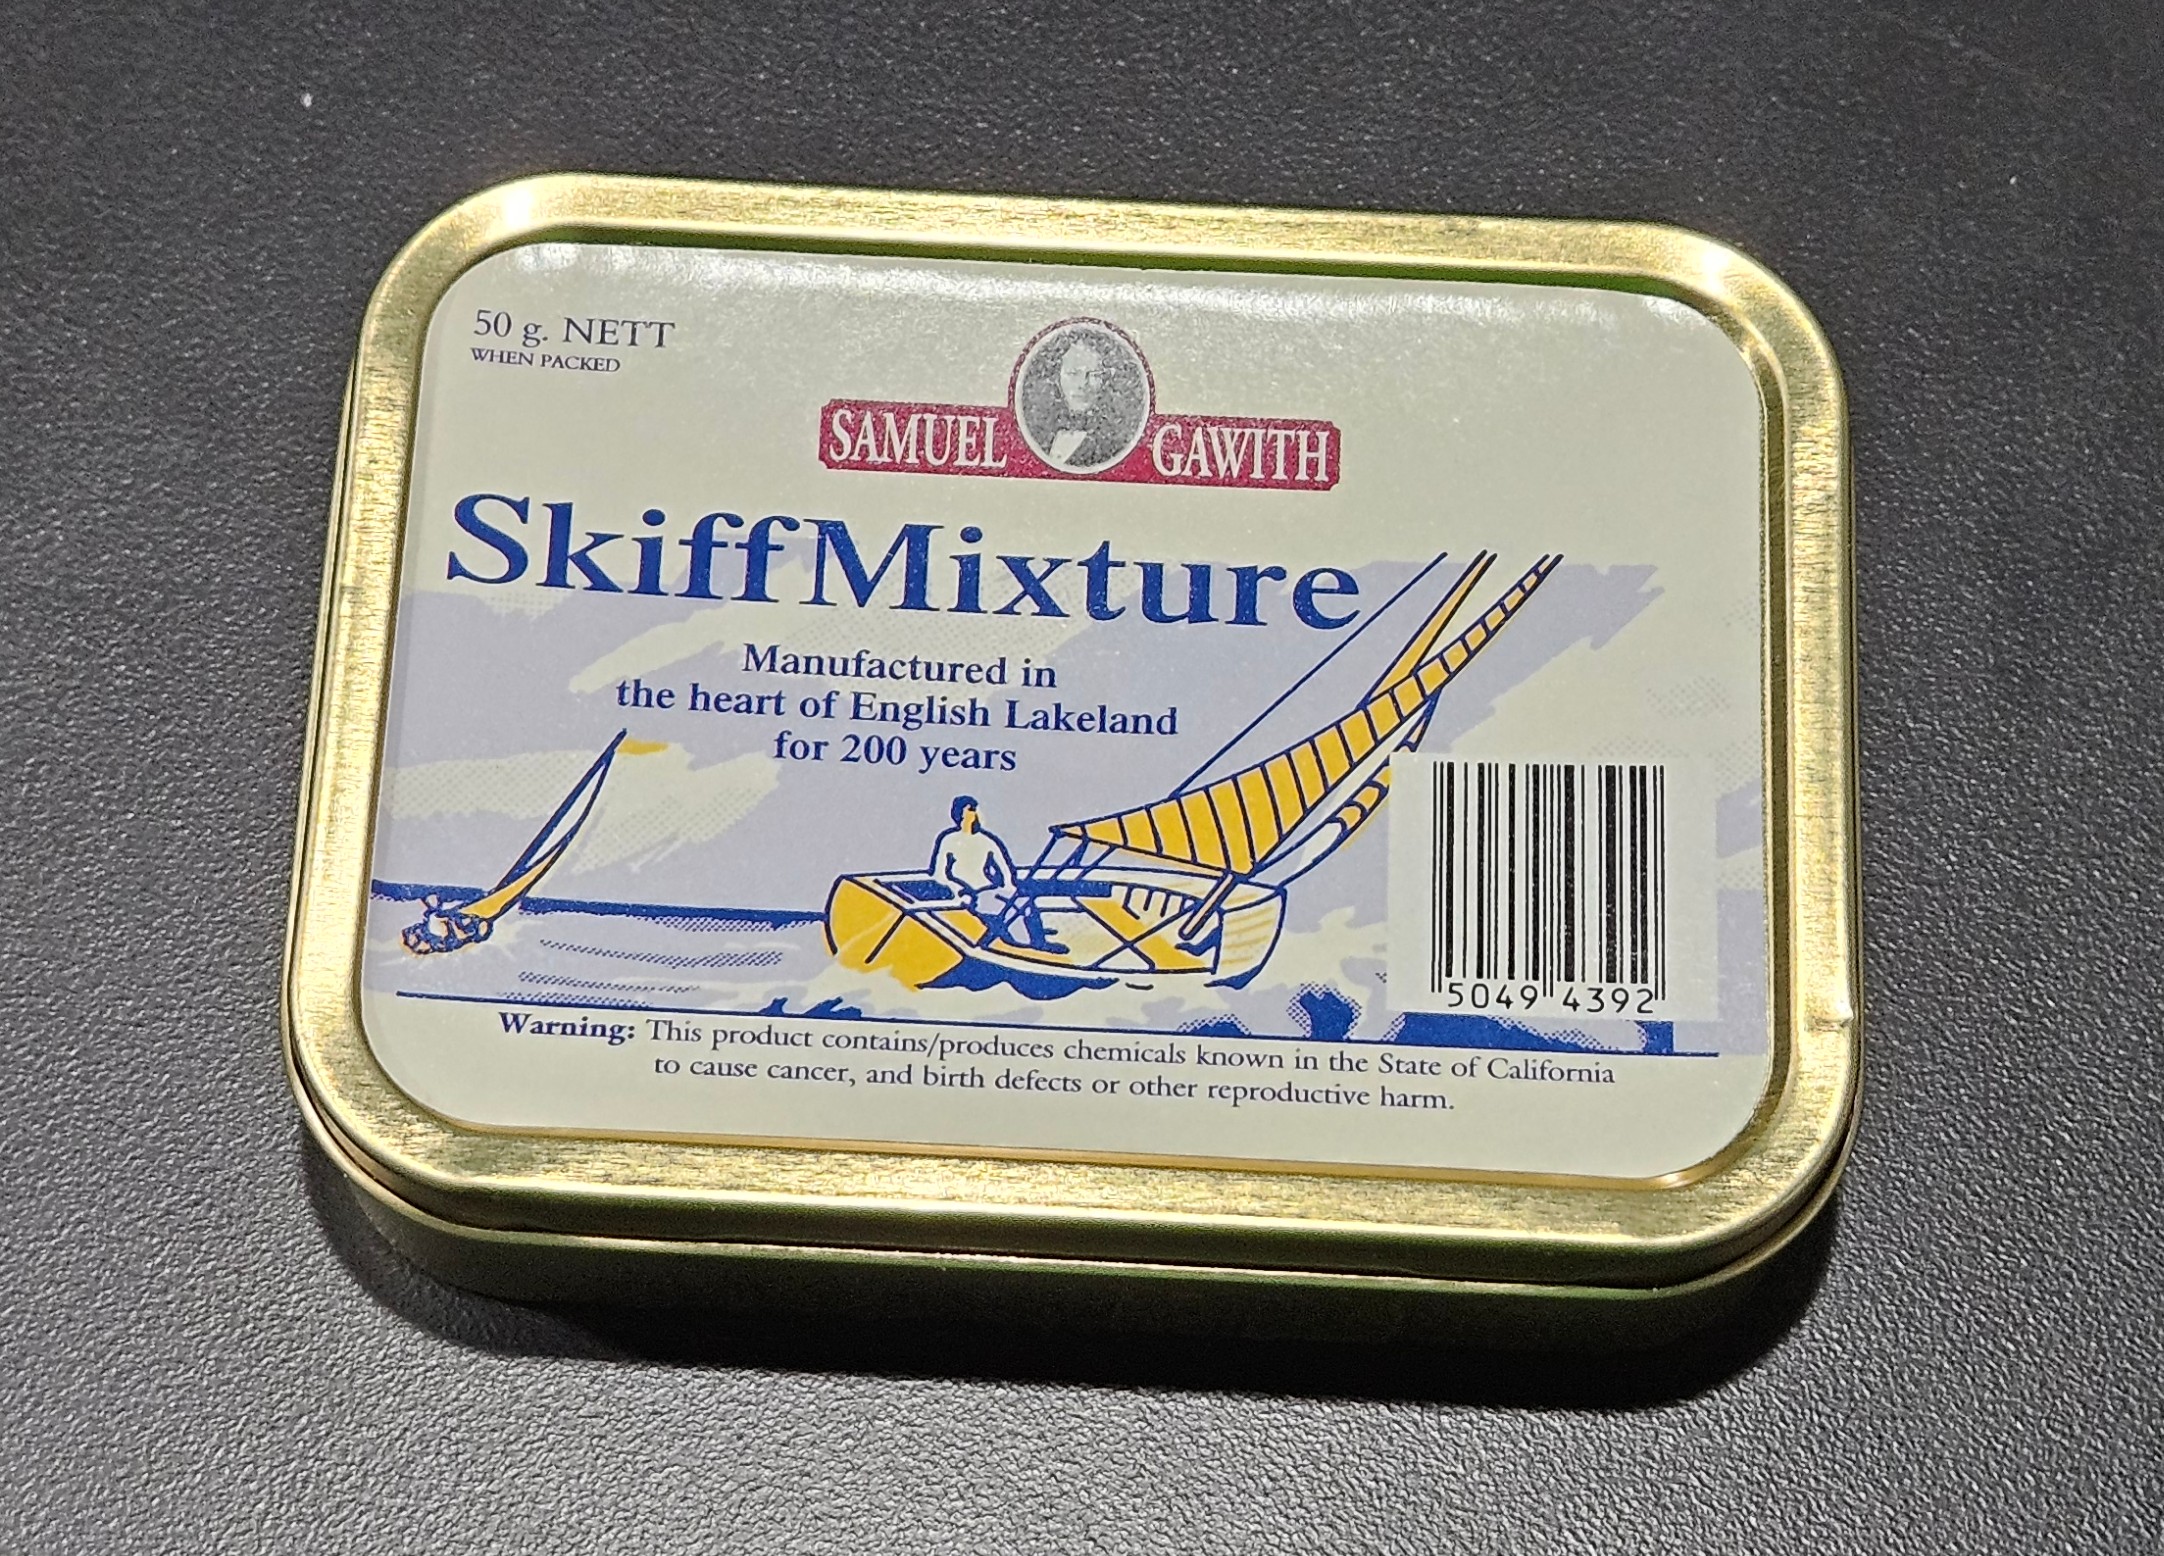 50 g. NETT
WHEN PACKED
SAMUEL GAWITH
Skiff Mixture
Manufactured in
the heart of English Lakeland
for 200 years
5049 4392
Warning: This product contains/produces chemicals known in the State of California
to cause cancer, and birth defects or other reproductive harm.